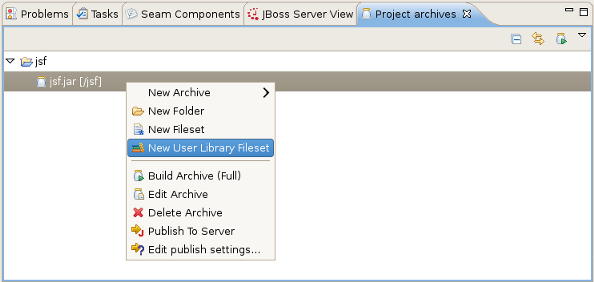 Problems Tasks Seam Components JBoss Server View Project archives
jsf
jsf.jar [/jsf]
New Archive
New Folder
New Fileset
New User Library Fileset
Build Archive (Full)
Edit Archive
Delete Archive
Publish To Server
Edit publish settings...